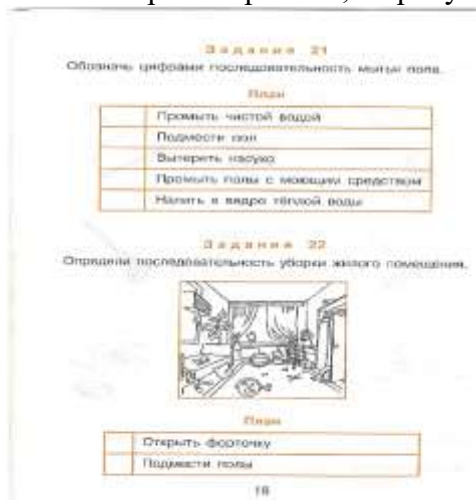 Задание 21
Обозначь цифрами последовательность мытья пола.
План
Промыть чистой водой
Подмести пол
Вытереть насухо
Промыть полы с моющим средством
Налить в ведро тёплой воды
Задание 22
Определи последовательность уборки жилого помещения.
План
Открыть форточку
Подмести полы
18